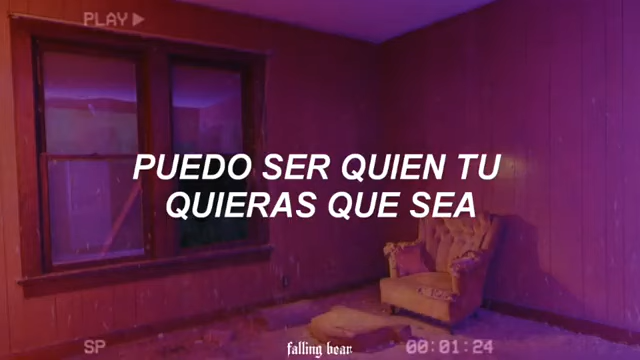 PLAY
PUEDO SER QUIEN TU
QUIERAS QUE SEA
SP
falling bear
00:01:24